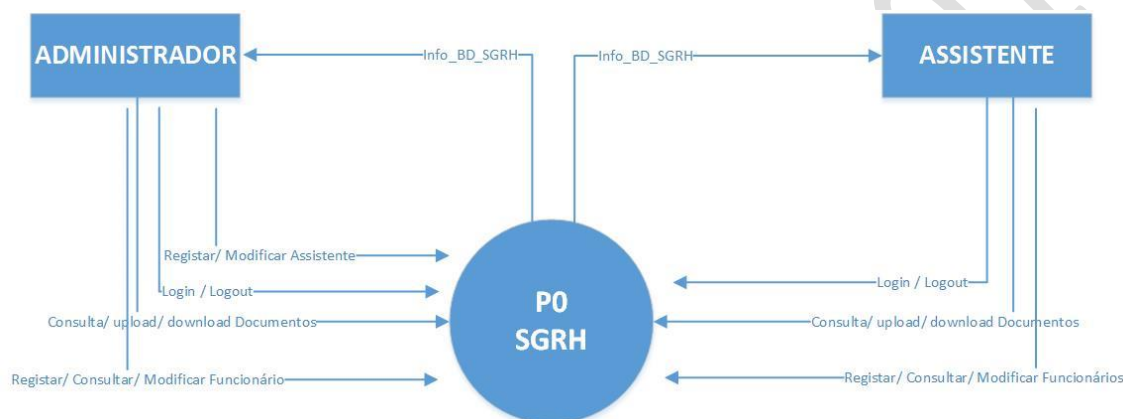 ADMINISTRADOR
Info_BD_SGRH
Info_BD_SGRH
ASSISTENTE
Registar/ Modificar Assistente
Login / Logout
Consulta/ upload/ download Documentos
Registar/ Consultar/ Modificar Funcionário
P0
SGRH
Login / Logout
Consulta/ upload/ download Documentos
Registar/ Consultar/ Modificar Funcionários